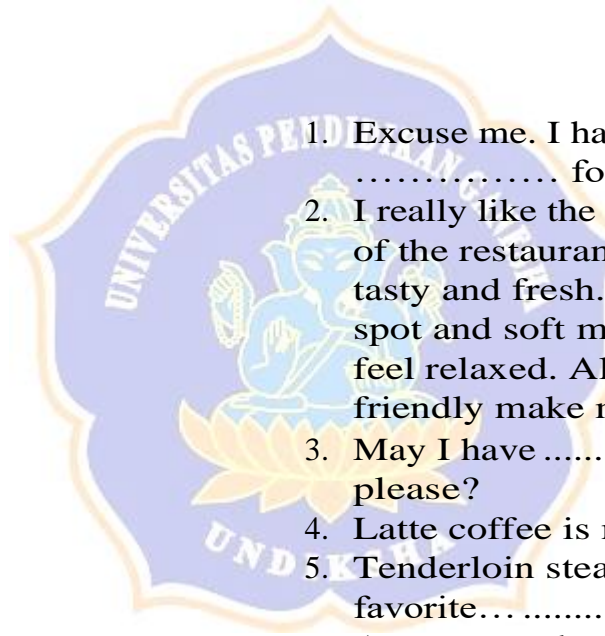 UNIVERSITAS PENDIDIKAN GANESHA
UNDIKSHA
1. Excuse me. I ha
…………… fo
2. I really like the
of the restauran
tasty and fresh.
spot and soft m
feel relaxed. Al
friendly make
3. May I have .......
please?
4. Latte coffee is
5. Tenderloin stea
favorite… .........